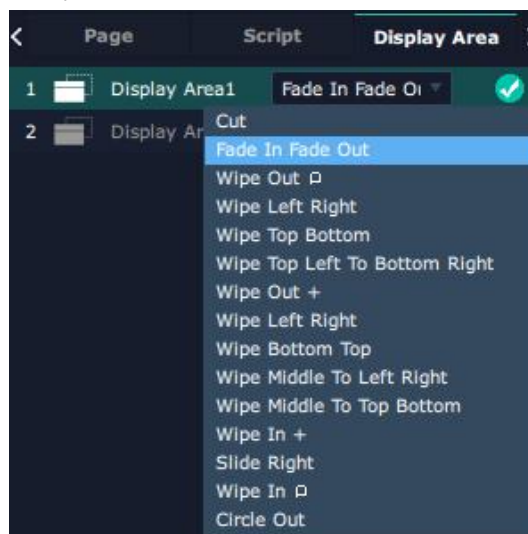 Page Script Display Area
1 Display Area1 Fade In Fade
2 Display
Cut
Fade In Fade Out
Wipe Out
Wipe Left Right
Wipe Top Bottom
Wipe Top Left To Bottom Right
Wipe Out +
Wipe Left Right
Wipe Bottom Top
Wipe Middle To Left Right
Wipe Middle To Top Bottom
Wipe In +
Slide Right
Wipe In
Circle Out